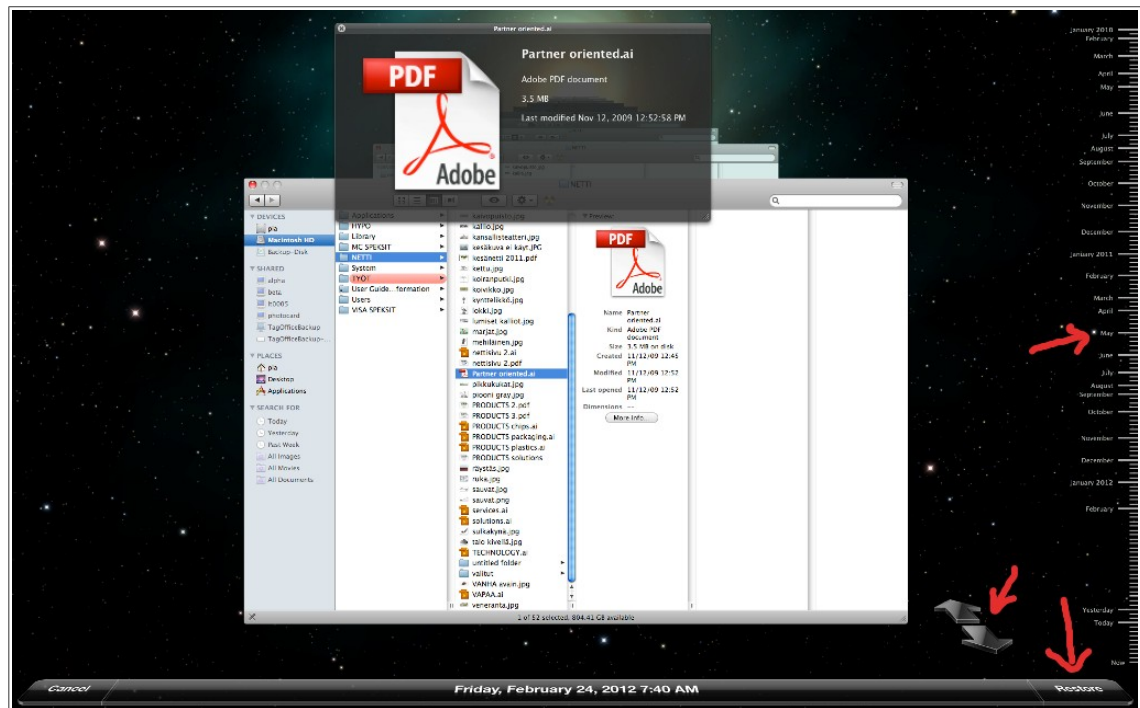 Partner oriented.ai
PDF
Adobe
Partner oriented.ai
Adobe PDF document
3.5 MB
Last modified Nov 12, 2009 12:52:58 PM
NETTI
DEVICES
pia
Macintosh HD
Backup-Disk
SHARED
alpha
beta
photocard
TagOfficeBackup
TagOfficeBackup-...
PLACES
pia
Desktop
Applications
SEARCH FOR
Today
Yesterday
Past Week
All Images
All Movies
All Documents
Applications
HYPO
Library
MC SPEKSIT
NETTI
System
TYÖT
User Guide...formation
Users
VISA SPEKSIT
kallio.jpg
kansallisteatteri.jpg
kesäkuva ei käyt.JPG
kesänetti 2011.pdf
kettu.jpg
koiranputki.jpg
koivikko.jpg
kynttelikkö.jpg
lokki.jpg
lumiset kalliot.jpg
marjat.jpg
mehiläinen.jpg
nettisivu 2.ai
nettisivu 2.pdf
Partner oriented.ai
pikkukukat.jpg
piooni gray.jpg
PRODUCTS 2.pdf
PRODUCTS 3.pdf
PRODUCTS chips.ai
PRODUCTS packaging.ai
PRODUCTS plastics.ai
PRODUCTS solutions
räystäs.jpg
ruka.jpg
sauvat.jpg
sauvat.png
services.ai
solutions.ai
sulkakynä.jpg
talo kivellä.jpg
TECHNOLOGY.ai
untitled folder
valitut
VANHA avain.jpg
VAPAA.ai
veneranta.jpg
Preview:
PDF
Adobe
Name Partner oriented.ai
Kind Adobe PDF document
Size 3.5 MB on disk
Created 11/12/09 12:45 PM
Modified 11/12/09 12:52 PM
Last opened 11/12/09 12:52 PM
Dimensions --
More info...
1 of 52 selected, 804.41 GB available
January 2010
February
March
April
May
June
July
August
September
October
November
December
January 2011
February
March
April
May
June
July
August
September
October
November
December
January 2012
February
Yesterday
Today
Now
Cancel
Friday, February 24, 2012 7:40 AM
Restore